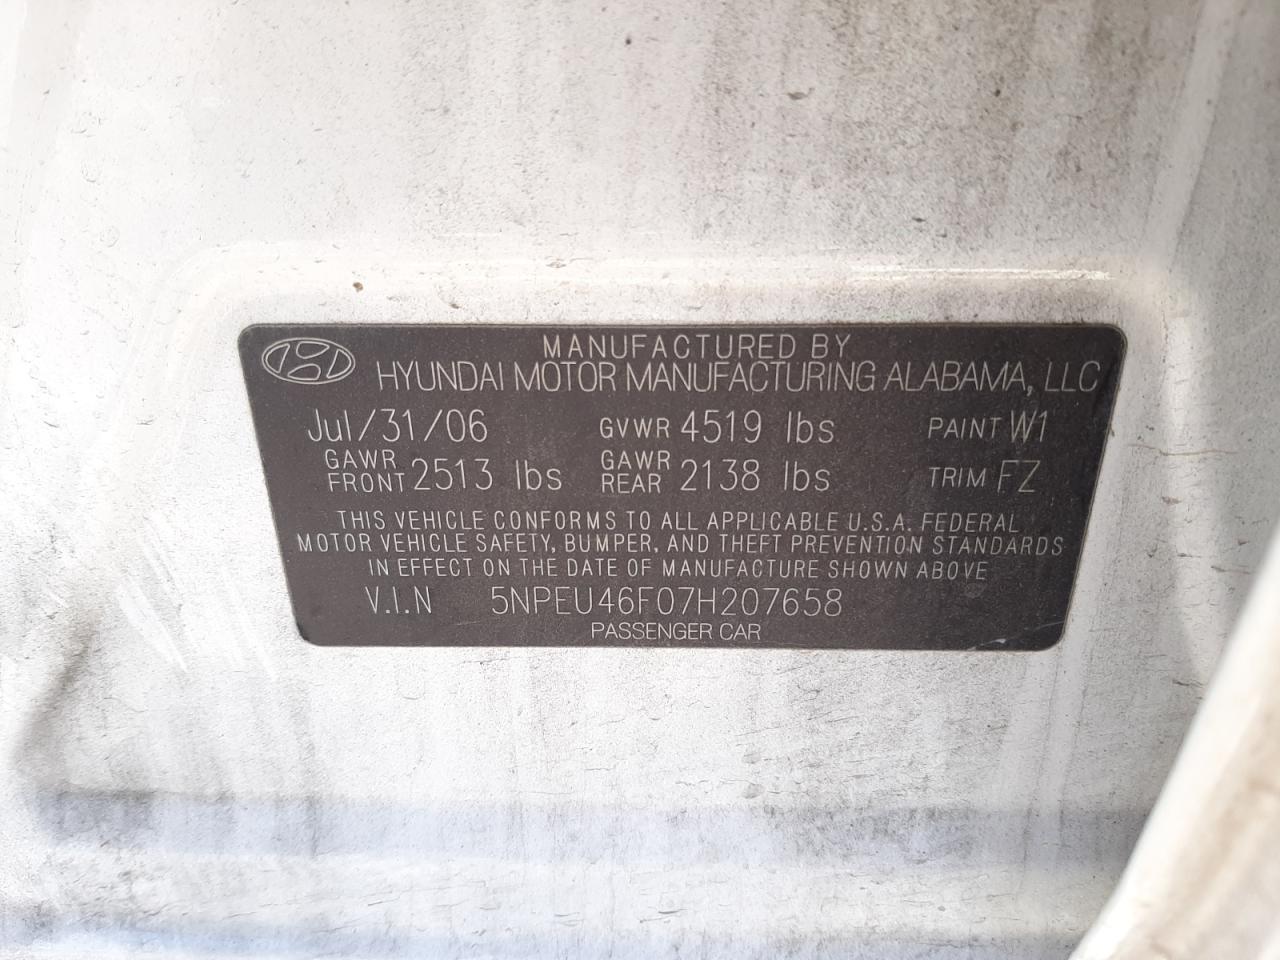 MANUFACTURED BY
HYUNDAI MOTOR MANUFACTURING ALABAMA, LLC
Jul/31/06 GVWR 4519 lbs PAINT W1
GAWR FRONT 2513 lbs GAWR REAR 2138 lbs TRIM FZ
THIS VEHICLE CONFORMS TO ALL APPLICABLE U.S.A. FEDERAL
MOTOR VEHICLE SAFETY, BUMPER, AND THEFT PREVENTION STANDARDS
IN EFFECT ON THE DATE OF MANUFACTURE SHOWN ABOVE
V.I.N 5NPEU46F07H207658
PASSENGER CAR